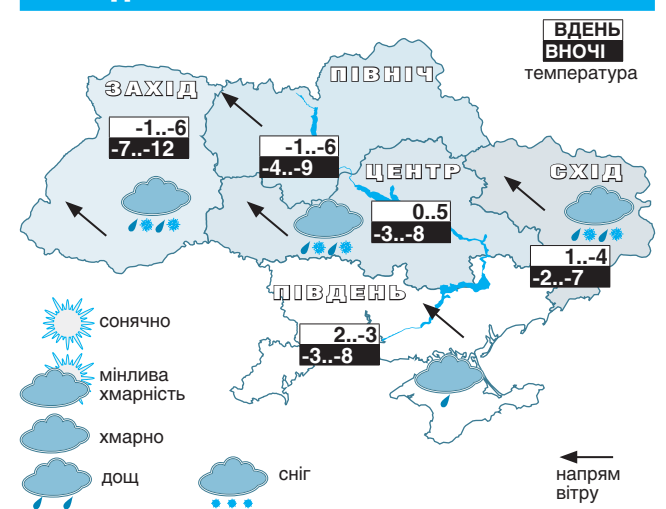 ВДЕНЬ
ВНОЧІ
температура
ПІВНІЧ
ЗАХІД
-1..-6
-7..-12
-1..-6
-4..-9
ЦЕНТР
СХІД
0..5
-3..-8
1..-4
-2..-7
ПІВДЕНЬ
2..-3
-3..-8
сонячно
мінлива
хмарність
хмарно
дощ
сніг
напрям
вітру